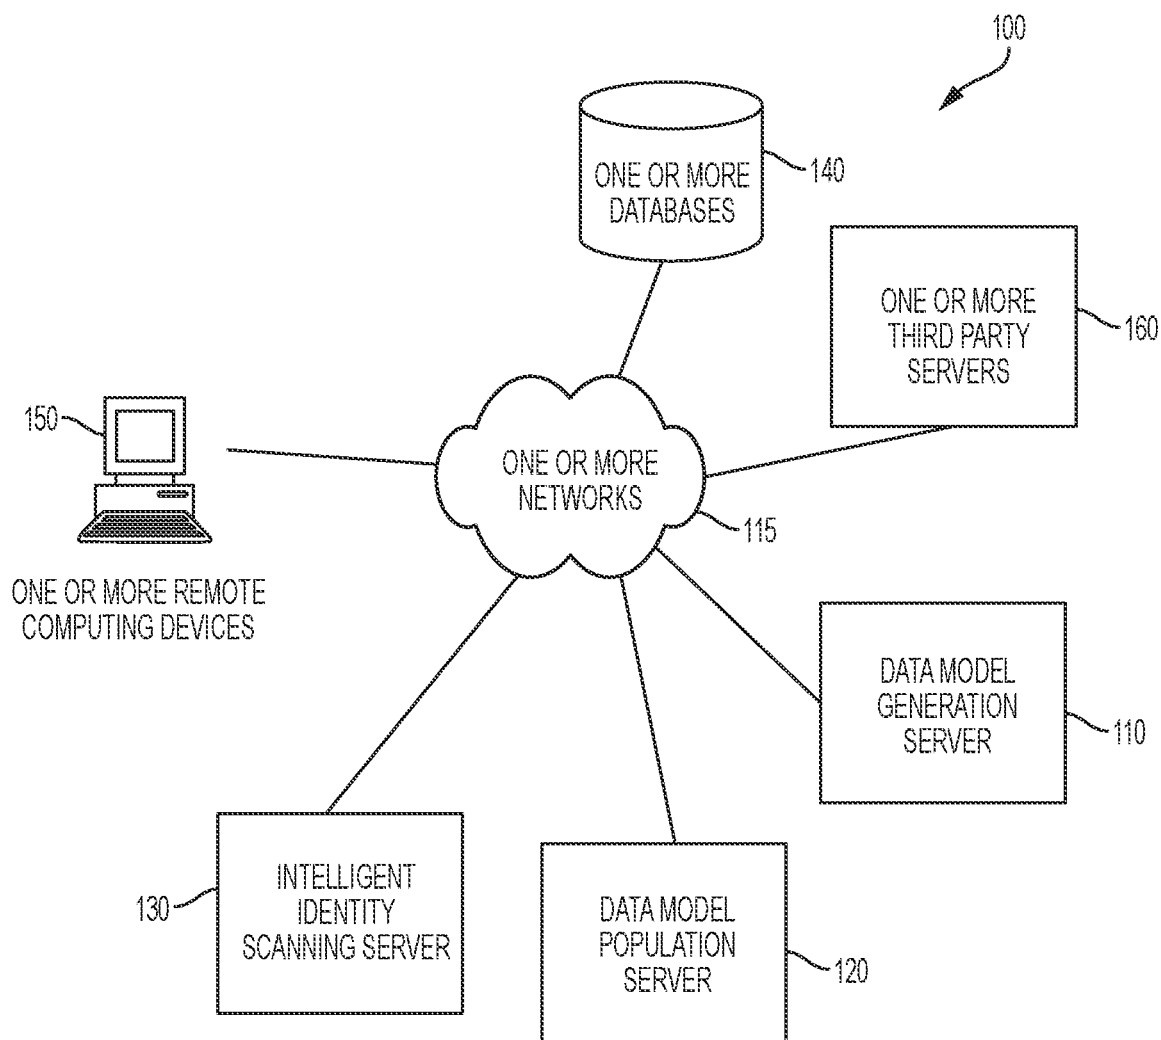 100
ONE OR MORE
DATABASES
140
ONE OR MORE
THIRD PARTY
SERVERS
160
150
ONE OR MORE
NETWORKS
115
ONE OR MORE REMOTE
COMPUTING DEVICES
DATA MODEL
GENERATION
SERVER
110
INTELLIGENT
IDENTITY
SCANNING SERVER
130
DATA MODEL
POPULATION
SERVER
120